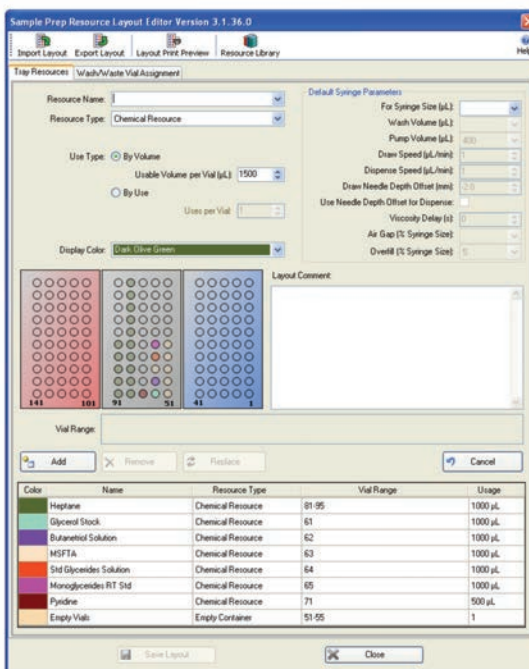 Sample Prep Resource Layout Editor Version 3.1.36.0
Import Layout Export Layout Layout Print Preview Resource Library Help
Tray Resources Wash/Waste Vial Assignment
Resource Name:
Resource Type: Chemical Resource
Use Type: By Volume
Usable Volume per Vial (µL): 1500
By Use
Uses per Vial: 1
Display Color: Dark Olive Green
Default Syringe Parameters
For Syringe Size (µL):
Wash Volume (µL):
Pump Volume (µL): 400
Draw Speed (µL/min): 1
Dispense Speed (µL/min): 1
Draw Needle Depth Offset (mm): -2.0
Use Needle Depth Offset for Dispense:
Viscosity Delay (s): 0
Air Gap (% Syringe Size):
Overfill (% Syringe Size): 5
141 101 91 51 41 1
Layout Comment:
Vial Range:
Add Remove Replace Cancel
Color Name Resource Type Vial Range Usage
Heptane Chemical Resource 81-95 1000 µL
Glycerol Stock Chemical Resource 61 1000 µL
Butanetriol Solution Chemical Resource 62 1000 µL
MSFTA Chemical Resource 63 1000 µL
Std Glycerides Solution Chemical Resource 64 1000 µL
Monoglycerides RT Std Chemical Resource 65 1000 µL
Pyridine Chemical Resource 71 500 µL
Empty Vials Empty Container 51-55 1
Save Layout Close